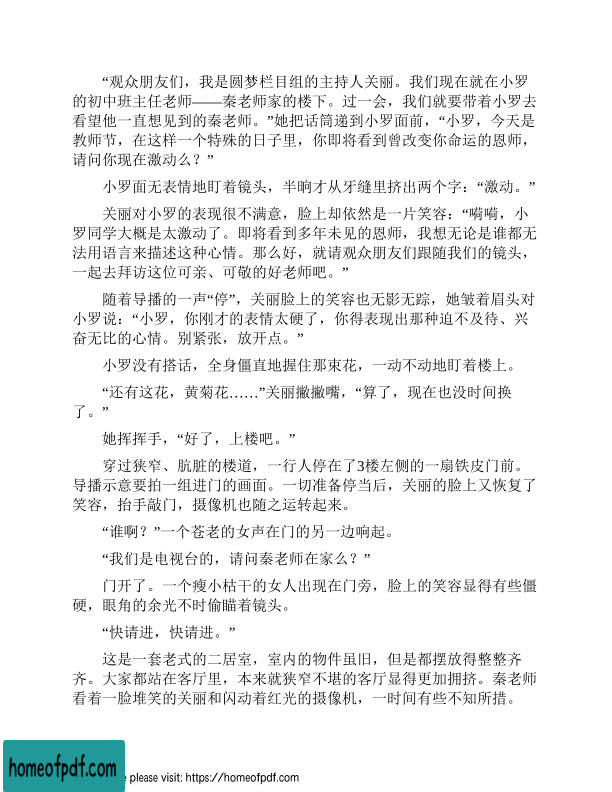 “观众朋友们，我是圆梦栏目组的主持人关丽。我们现在就在小罗
的初中班主任老师——秦老师家的楼下。过一会，我们就要带着小罗去
看望他一直想见到的秦老师。”她把话筒递到小罗面前，“小罗，今天是
教师节，在这样一个特殊的日子里，你即将看到曾改变你命运的恩师，
请问你现在激动么？”
小罗面无表情地盯着镜头，半晌才从牙缝里挤出两个字：“激动。”
关丽对小罗的表现很不满意，脸上却依然是一片笑容：“嗬嗬，小
罗同学大概是太激动了。即将看到多年未见的恩师，我想无论是谁都无
法用语言来描述这种心情。那么好，就请观众朋友们跟随我们的镜头，
一起去拜访这位可亲、可敬的好老师吧。”
随着导播的一声“停”，关丽脸上的笑容也无影无踪，她皱着眉头对
小罗说：“小罗，你刚才的表情太硬了，你得表现出那种迫不及待、兴
奋无比的心情。别紧张，放开点。”
小罗没有搭话，全身僵直地握住那束花，一动不动地盯着楼上。
“还有这花，黄菊花……”关丽撇撇嘴，“算了，现在也没时间换
了。”
她挥挥手，“好了，上楼吧。”
穿过狭窄、肮脏的楼道，一行人停在了3楼左侧的一扇铁皮门前。
导播示意要拍一组进门的画面。一切准备停当后，关丽的脸上又恢复了
笑容，抬手敲门，摄像机也随之运转起来。
“谁啊？”一个苍老的女声在门的另一边响起。
“我们是电视台的，请问秦老师在家么？”
门开了。一个瘦小枯干的女人出现在门旁，脸上的笑容显得有些僵
硬，眼角的余光不时偷瞄着镜头。
“快请进，快请进。”
这是一套老式的二居室，室内的物件虽旧，但是都摆放得整整齐
齐。大家都站在客厅里，本来就狭窄不堪的客厅显得更加拥挤。秦老师
看着一脸堆笑的关丽和闪动着红光的摄像机，一时间有些不知所措。
homeofpdf.com
e please visit: https://homeofpdf.com